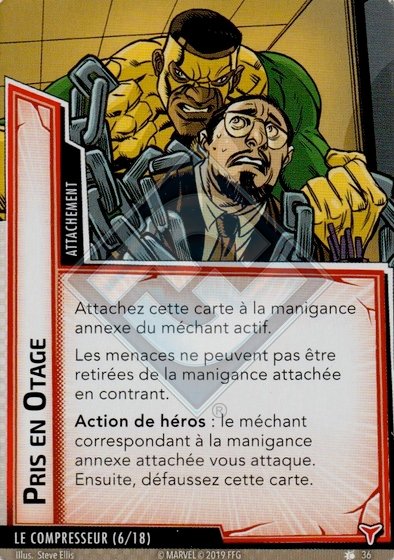 ATTACHEMENT
PRIS EN OTAGE
Attachez cette carte à la manigance
annexe du méchant actif.
Les menaces ne peuvent pas être
retirées de la manigance attachée
en contrant.
Action de héros : le méchant
correspondant à la manigance
annexe attachée vous attaque.
Ensuite, défaussez cette carte.
LE COMPRESSEUR (6/18)
Illus. Steve Ellis
© MARVEL © 2019 FFG
36